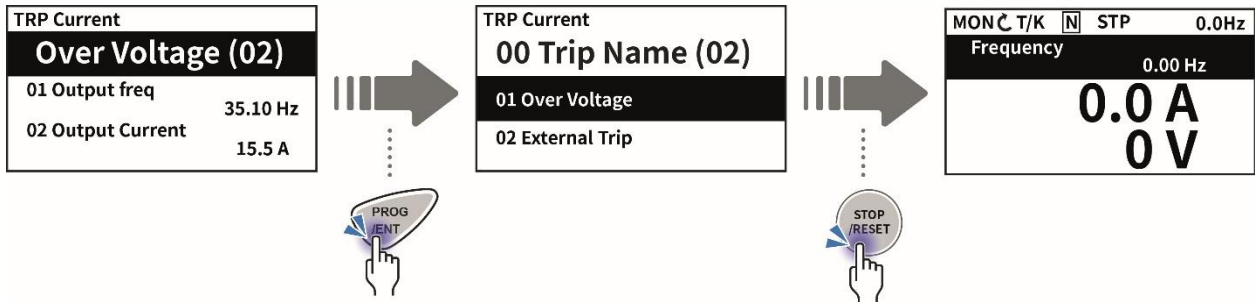 TRP Current
Over Voltage (02)
01 Output freq
35.10 Hz
02 Output Current
15.5 A
PROG
/ENT
TRP Current
00 Trip Name (02)
01 Over Voltage
02 External Trip
STOP
/RESET
MON T/K N STP 0.0Hz
Frequency
0.00 Hz
0.0 A
0 V